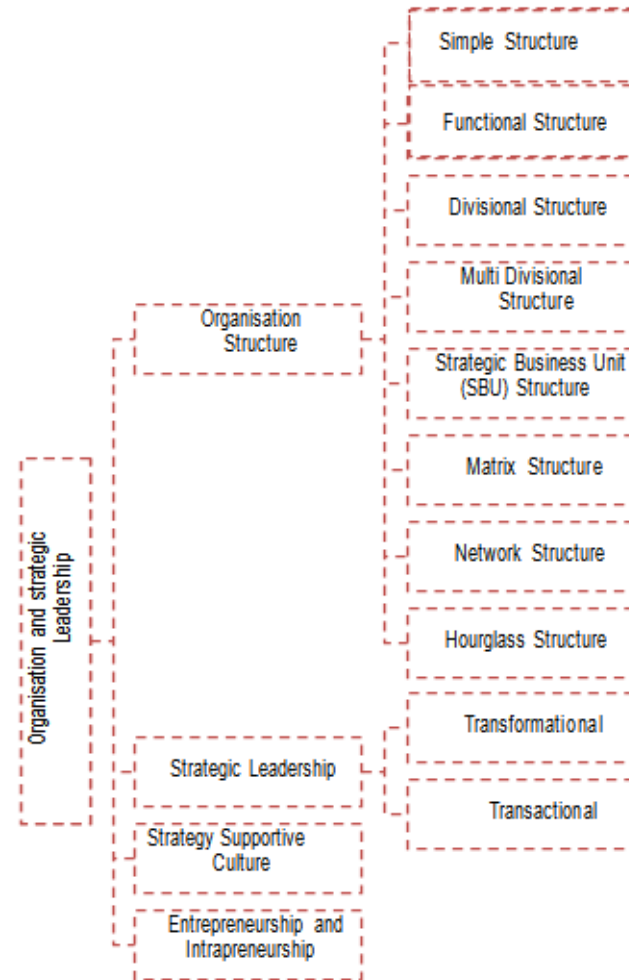 Organisation and strategic
Leadership
Organisation
Structure
Simple Structure
Functional Structure
Divisional Structure
Multi Divisional
Structure
Strategic Business Unit
(SBU) Structure
Matrix Structure
Network Structure
Hourglass Structure
Strategic Leadership
Transformational
Transactional
Strategy Supportive
Culture
Entrepreneurship and
Intrapreneurship